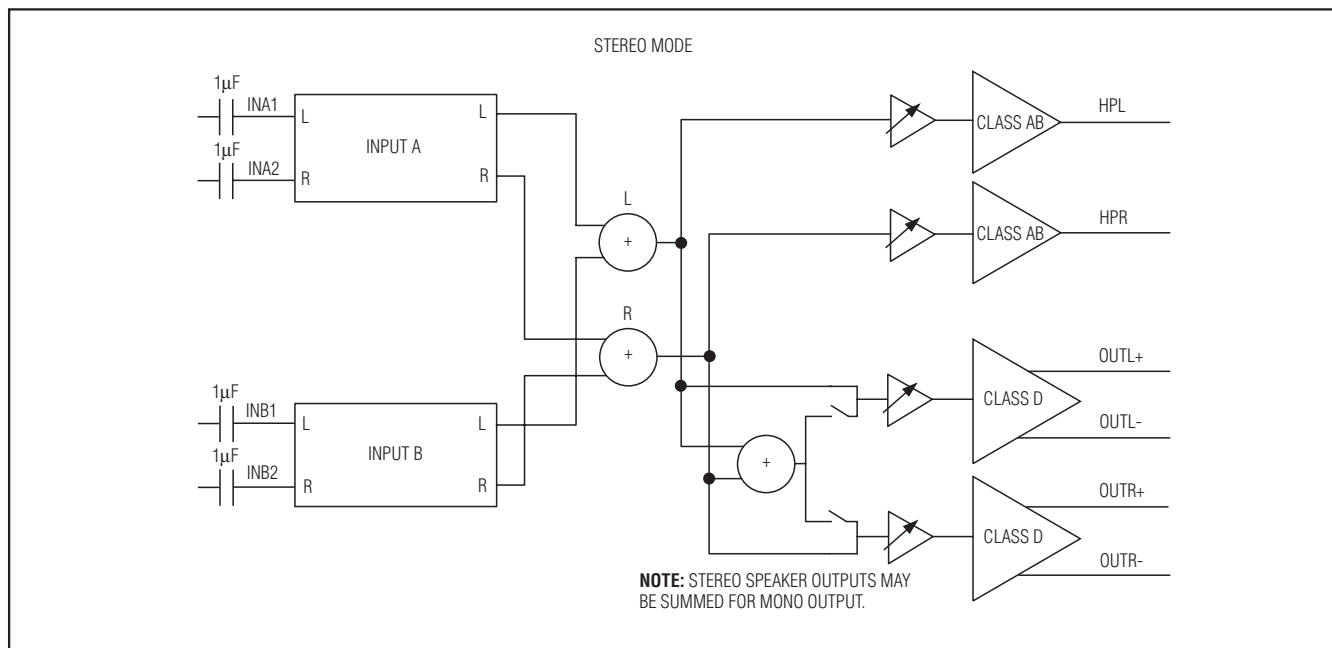 STEREO MODE
1µF
INA1
L
1µF
INA2
R
INPUT A
L
R
1µF
INB1
L
1µF
INB2
R
INPUT B
L
R
L
+
R
+
+
CLASS AB
HPL
CLASS AB
HPR
CLASS D
OUTL+
OUTL-
CLASS D
OUTR+
OUTR-
NOTE: STEREO SPEAKER OUTPUTS MAY
BE SUMMED FOR MONO OUTPUT.